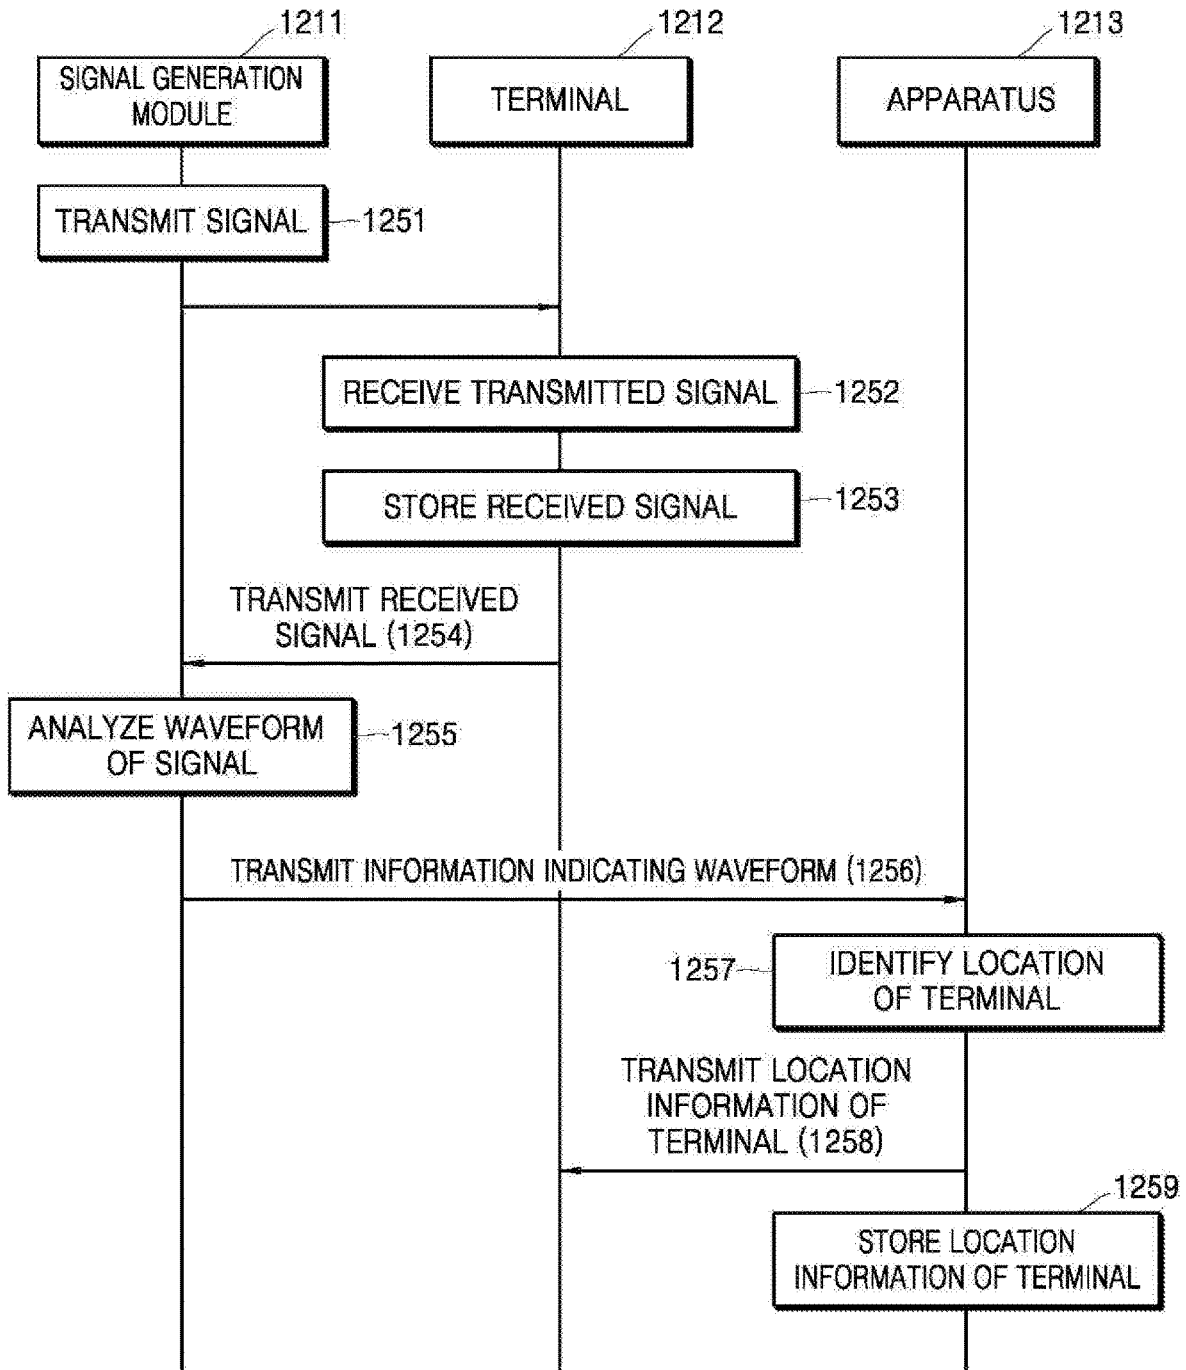 1211
1212
1213
SIGNAL GENERATION
MODULE
TERMINAL
APPARATUS
TRANSMIT SIGNAL
1251
RECEIVE TRANSMITTED SIGNAL
1252
STORE RECEIVED SIGNAL
1253
TRANSMIT RECEIVED
SIGNAL (1254)
ANALYZE WAVEFORM
OF SIGNAL
1255
TRANSMIT INFORMATION INDICATING WAVEFORM (1256)
1257
IDENTIFY LOCATION
OF TERMINAL
TRANSMIT LOCATION
INFORMATION OF
TERMINAL (1258)
1259
STORE LOCATION
INFORMATION OF TERMINAL